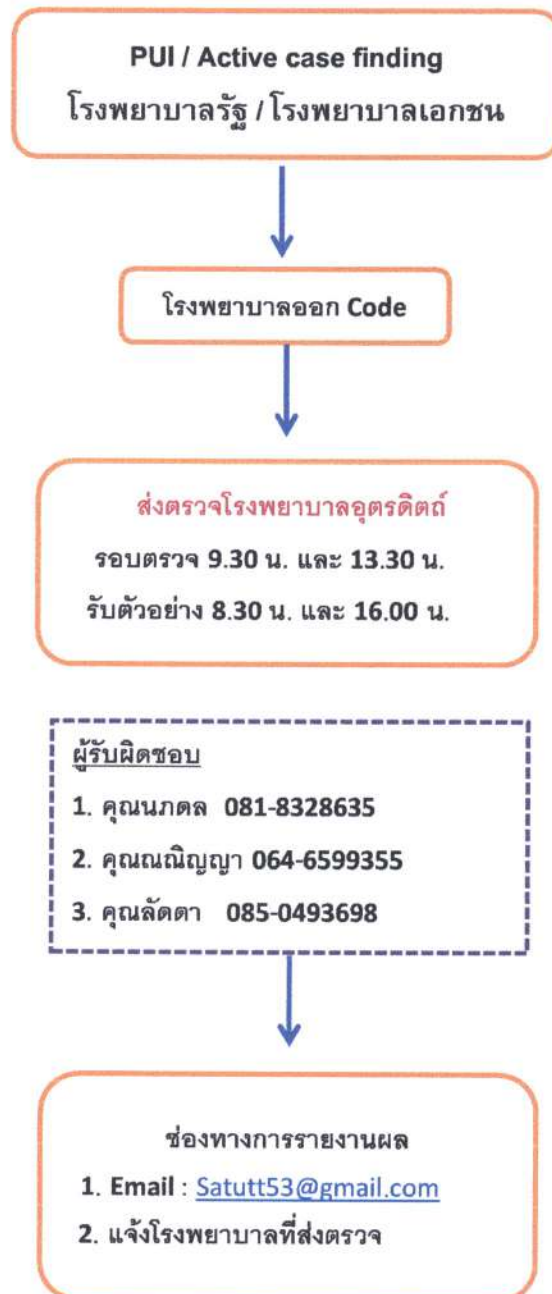 PUI / Active case finding
โรงพยาบาลรัฐ / โรงพยาบาลเอกชน
โรงพยาบาลออก Code
ส่งตรวจโรงพยาบาลอุตรดิตถ์
รอบตรวจ 9.30 น. และ 13.30 น.
รับตัวอย่าง 8.30 น. และ 16.00 น.
ผู้รับผิดชอบ
1. คุณนภดล 081-8328635
2. คุณณณิญญา 064-6599355
3. คุณลัดดา 085-0493698
ช่องทางการรายงานผล
1. Email : Satutt53@gmail.com
2. แจ้งโรงพยาบาลที่ส่งตรวจ